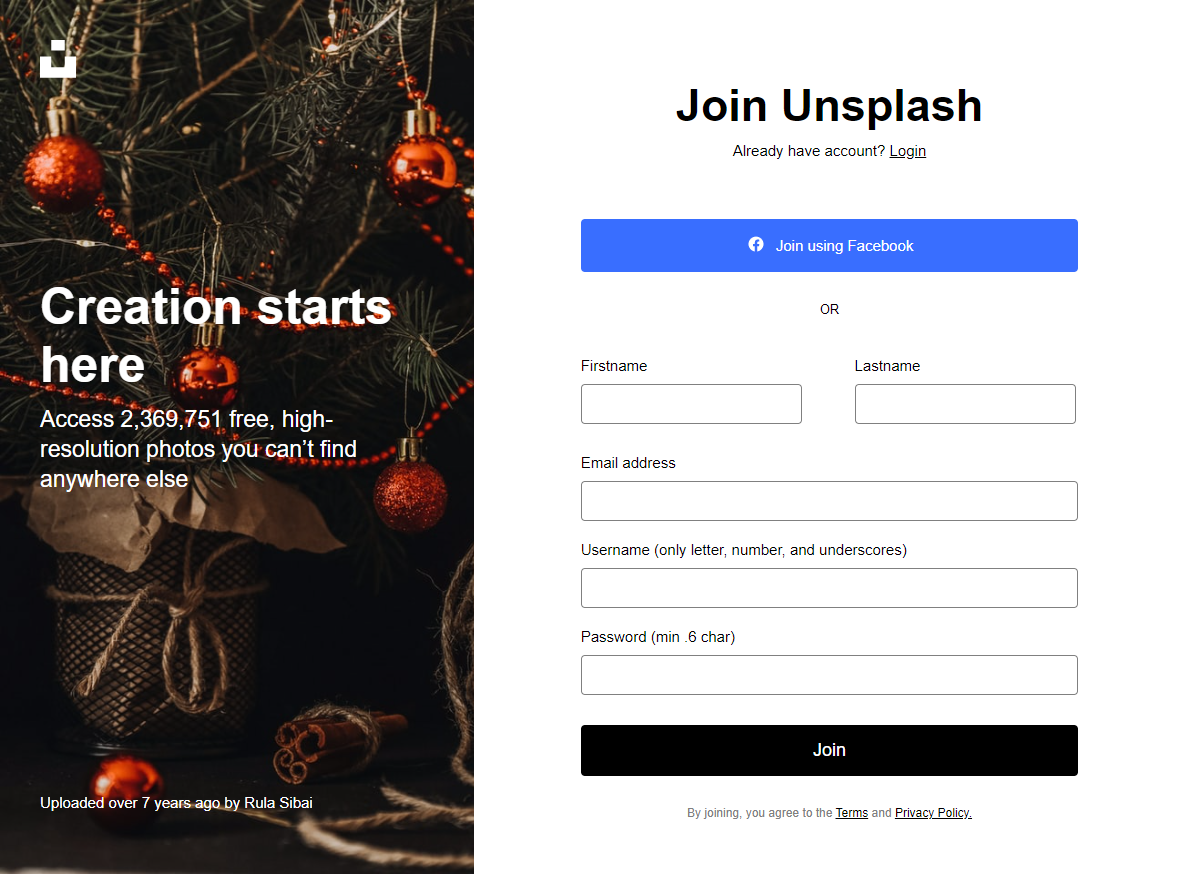 Creation starts
here
Access 2,369,751 free, high-
resolution photos you can’t find
anywhere else
Uploaded over 7 years ago by Rula Sibai
Join Unsplash
Already have account? Login
Join using Facebook
OR
Firstname Lastname
Email address
Username (only letter, number, and underscores)
Password (min .6 char)
Join
By joining, you agree to the Terms and Privacy Policy.